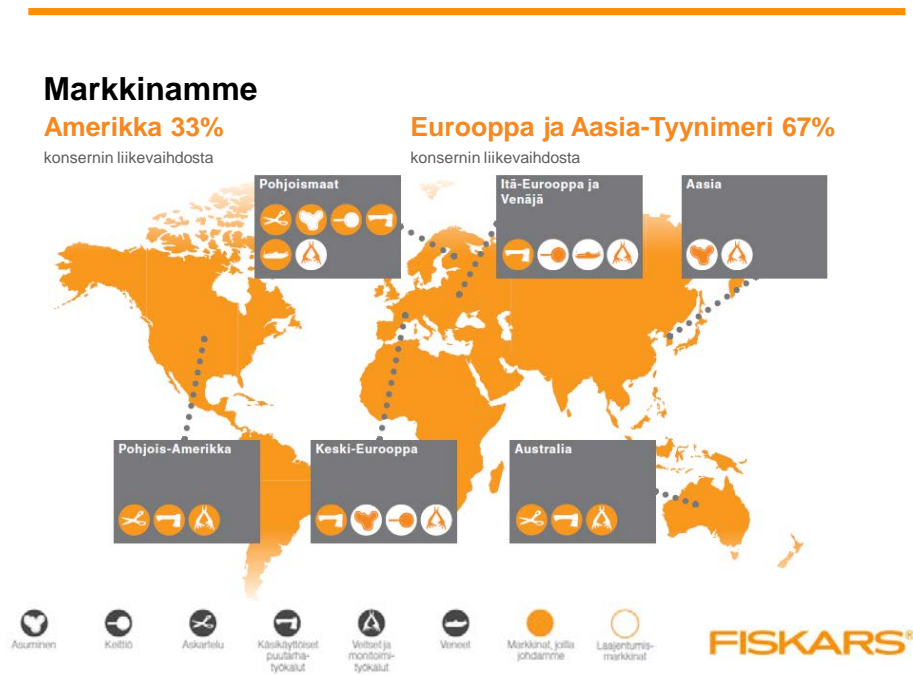 Markkinamme
Amerikka 33%
konsernin liikevaihdosta
Eurooppa ja Aasia-Tyynimeri 67%
konsernin liikevaihdosta
Pohjoismaat
Itä-Eurooppa ja
Venäjä
Aasia
Pohjois-Amerikka
Keski-Eurooppa
Australia
Asuminen
Keittiö
Askartelu
Käsikäyttöiset
puutarha-
työkalut
Veitset ja
monitoimi-
työkalut
Veneet
Markkinat, joilla
johdamme
Laajentumis-
markkinat
FISKARS®